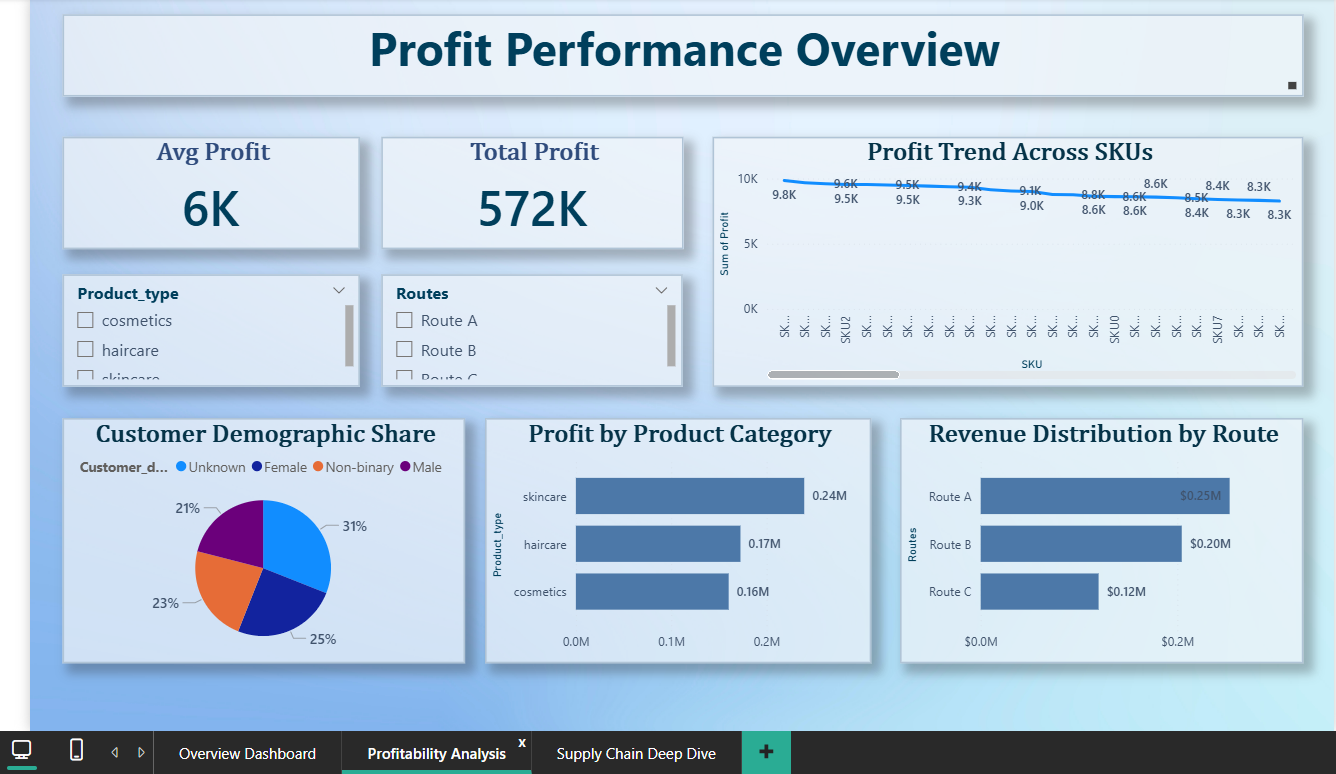 Profit Performance Overview
Avg Profit
6K
Total Profit
572K
Profit Trend Across SKUs
10K
5K
0K
Sum of Profit
9.8K
9.6K
9.5K
9.5K
9.5K
9.4K
9.3K
9.1K
9.0K
8.8K
8.6K
8.6K
8.6K
8.6K
8.5K
8.4K
8.4K
8.3K
8.3K
8.3K
SK...
SK...
SK...
SKU2
SK...
SK...
SK...
SK...
SK...
SK...
SK...
SK...
SK...
SK...
SK...
SK...
SKU0
SK...
SK...
SK...
SK...
SKU7
SK...
SK...
SK...
SKU
Product_type
cosmetics
haircare
skincare
Routes
Route A
Route B
Route C
Customer Demographic Share
Customer_d... Unknown Female Non-binary Male
21%
31%
23%
25%
Profit by Product Category
Product_type
skincare 0.24M
haircare 0.17M
cosmetics 0.16M
0.0M 0.1M 0.2M
Revenue Distribution by Route
Routes
Route A $0.25M
Route B $0.20M
Route C $0.12M
$0.0M $0.2M
Overview Dashboard Profitability Analysis x Supply Chain Deep Dive +